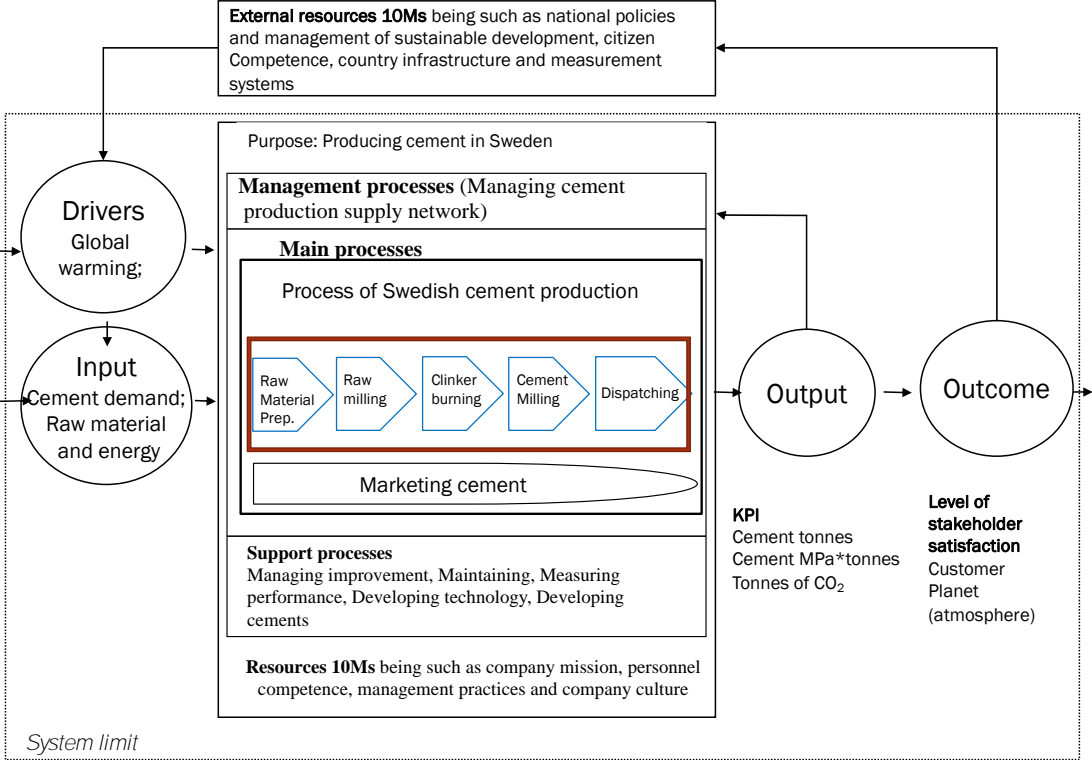 External resources 10Ms being such as national policies
and management of sustainable development, citizen
Competence, country infrastructure and measurement
systems
Purpose: Producing cement in Sweden
Management processes (Managing cement
production supply network)
Main processes
Process of Swedish cement production
Drivers
Global
warming;
Input
Cement demand;
Raw material
and energy
Raw
Material
Prep.
Raw
milling
Clinker
burning
Cement
Milling
Dispatching
Marketing cement
Support processes
Managing improvement, Maintaining, Measuring
performance, Developing technology, Developing
cements
Resources 10Ms being such as company mission, personnel
competence, management practices and company culture
Output
Outcome
KPI
Cement tonnes
Cement MPa*tonnes
Tonnes of CO₂
Level of
stakeholder
satisfaction
Customer
Planet
(atmosphere)
System limit